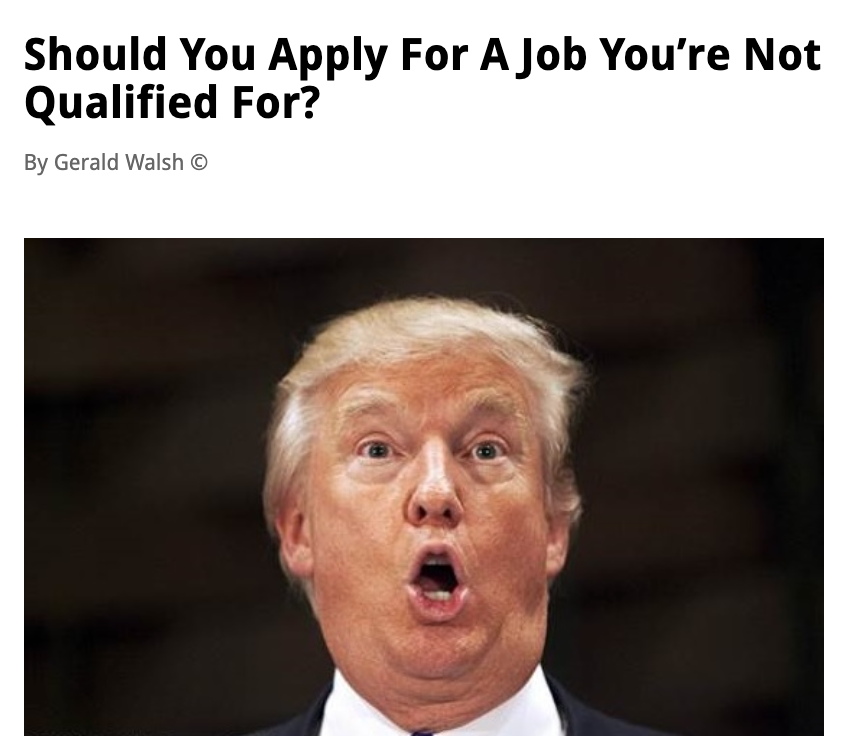 Should You Apply For A Job You’re Not
Qualified For?
By Gerald Walsh ©